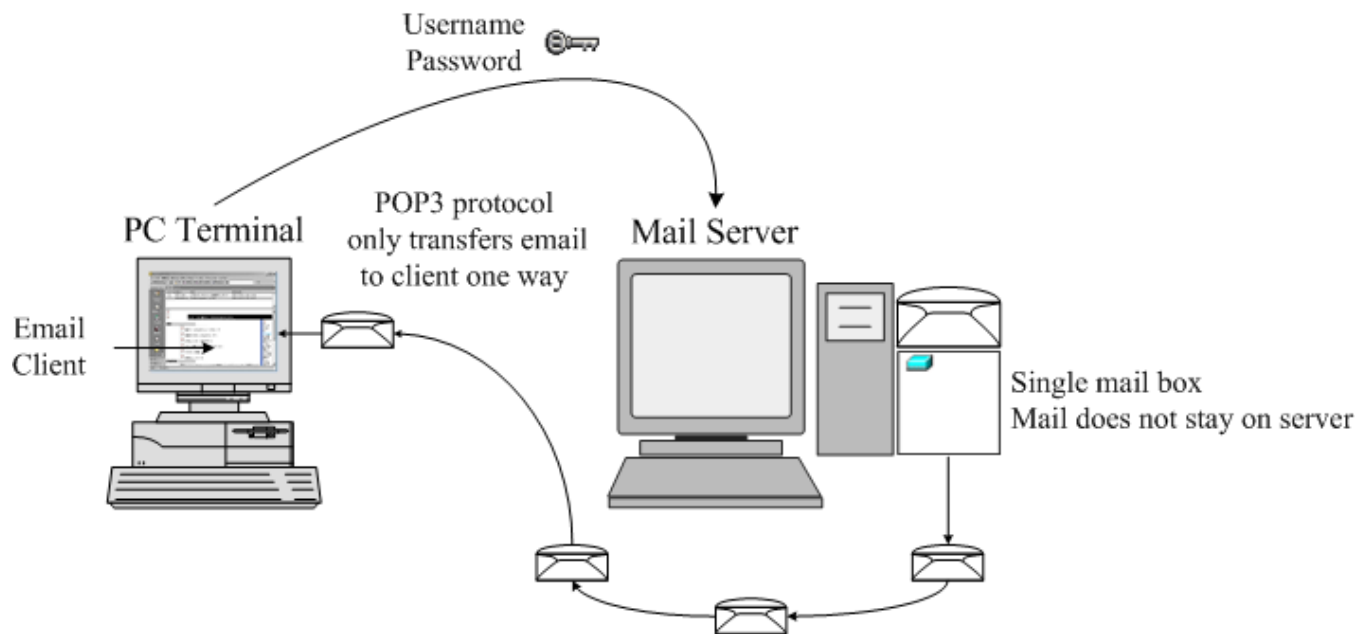 Username
Password
POP3 protocol
only transfers email
to client one way
PC Terminal
Mail Server
Email
Client
Single mail box
Mail does not stay on server